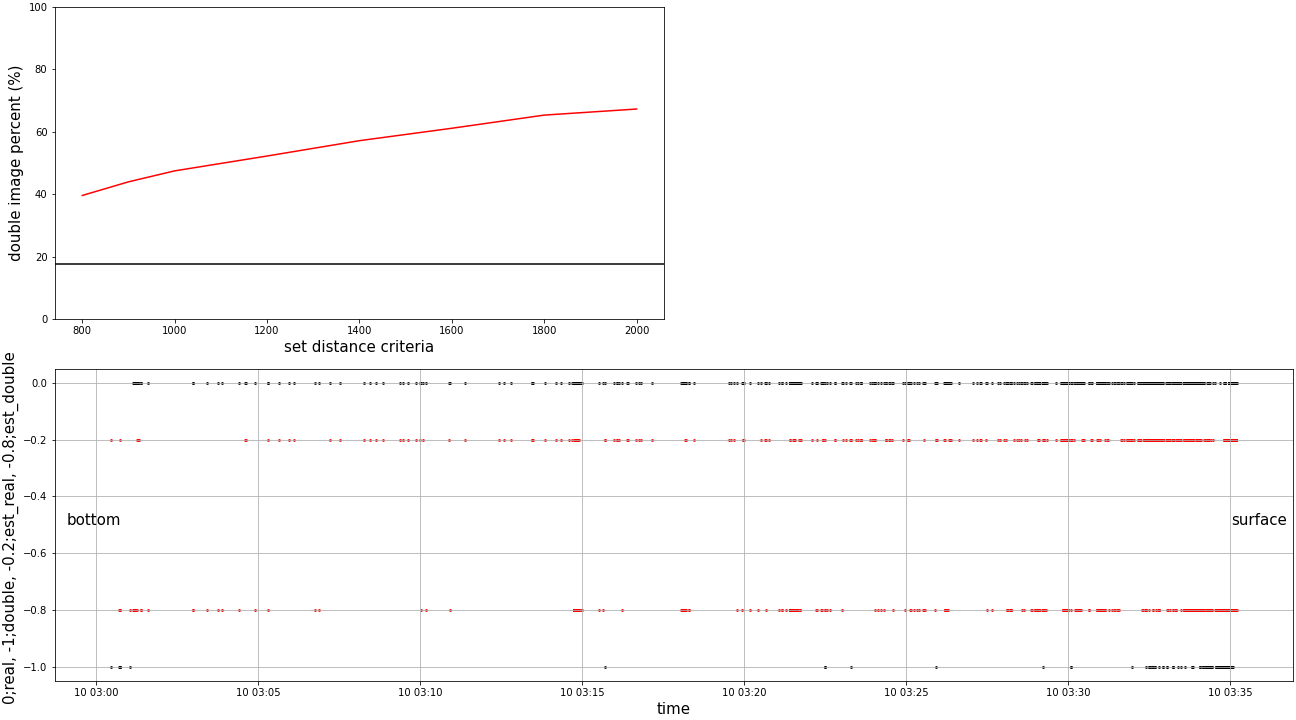 100
80
60
40
20
0
double image percent (%)
800 1000 1200 1400 1600 1800 2000
set distance criteria
0;real, -1;double, -0.2;est_real, -0.8;est_double
0.0
−0.2
−0.4
−0.6
−0.8
−1.0
bottom
surface
10 03:00 10 03:05 10 03:10 10 03:15 10 03:20 10 03:25 10 03:30 10 03:35
time